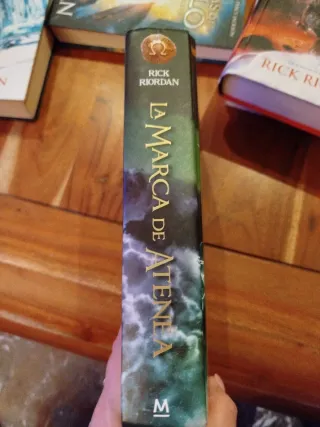 RICK
RIORDAN
LA MARCA DE ATENEA
M
RICK RI